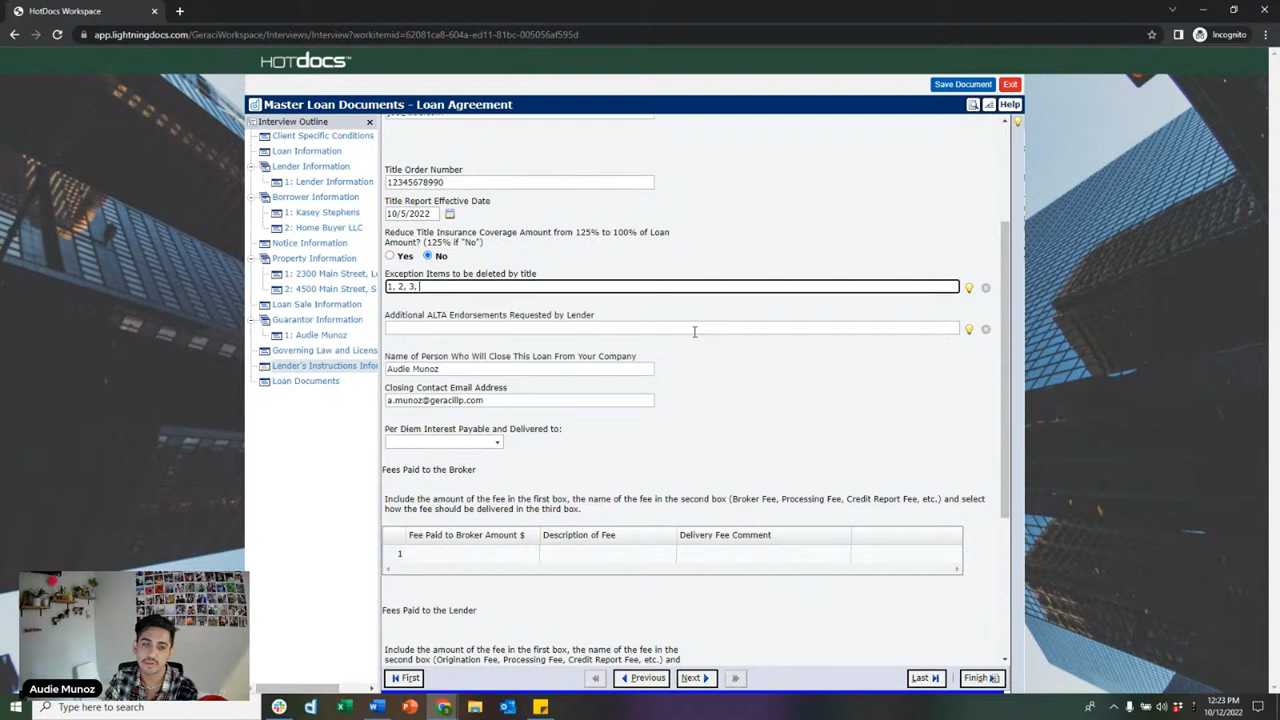 HotDocs Workspace
app.lightningdocs.com/GeraciWorkspace/Interviews/Interview?workitemid=62081ca8-604a-ed11-81bc-005056af595d
Incognito
HOTDOCS
Save Document
Exit
Master Loan Documents - Loan Agreement
Help
Interview Outline
Client Specific Conditions
Loan Information
Lender Information
1: Lender Information
Borrower Information
1: Kasey Stephens
2: Home Buyer LLC
Notice Information
Property Information
1: 2300 Main Street, Lo
2: 4500 Main Street, S
Loan Sale Information
Guarantor Information
1: Audie Munoz
Governing Law and Licens
Lender's Instructions Info
Loan Documents
Title Order Number
12345678990
Title Report Effective Date
10/5/2022
Reduce Title Insurance Coverage Amount from 125% to 100% of Loan
Amount? (125% if "No")
Yes No
Exception Items to be deleted by title
1, 2, 3,
Additional ALTA Endorsements Requested by Lender
Name of Person Who Will Close This Loan From Your Company
Audie Munoz
Closing Contact Email Address
a.munoz@geracillp.com
Per Diem Interest Payable and Delivered to:
Fees Paid to the Broker
Include the amount of the fee in the first box, the name of the fee in the second box (Broker Fee, Processing Fee, Credit Report Fee, etc.) and select
how the fee should be delivered in the third box.
Fee Paid to Broker Amount $ Description of Fee Delivery Fee Comment
1
Fees Paid to the Lender
Include the amount of the fee in the first box, the name of the fee in the
second box (Origination Fee, Processing Fee, Credit Report Fee, etc.) and
First Previous Next Last Finish
Audie Munoz
Type here to search
12:23 PM
10/12/2022